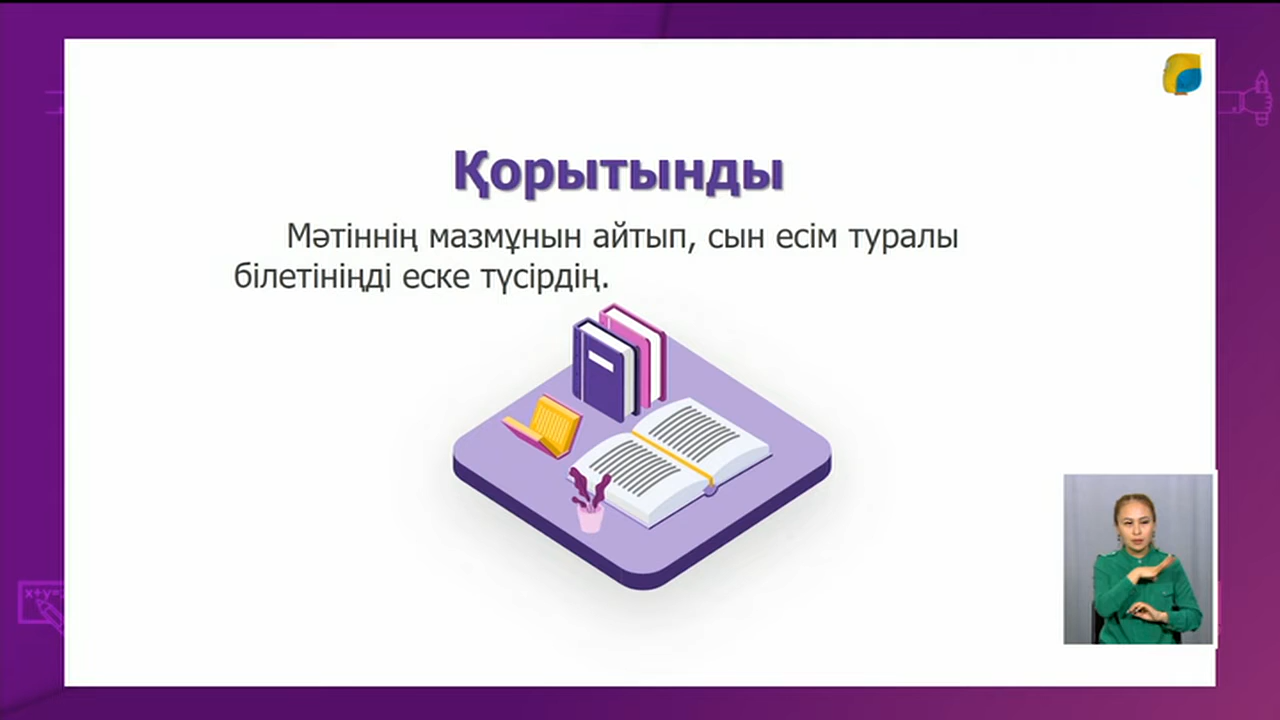 Қорытынды
Мәтіннің мазмұнын айтып, сын есім туралы
білетініңді еске түсірдің.
x+y=